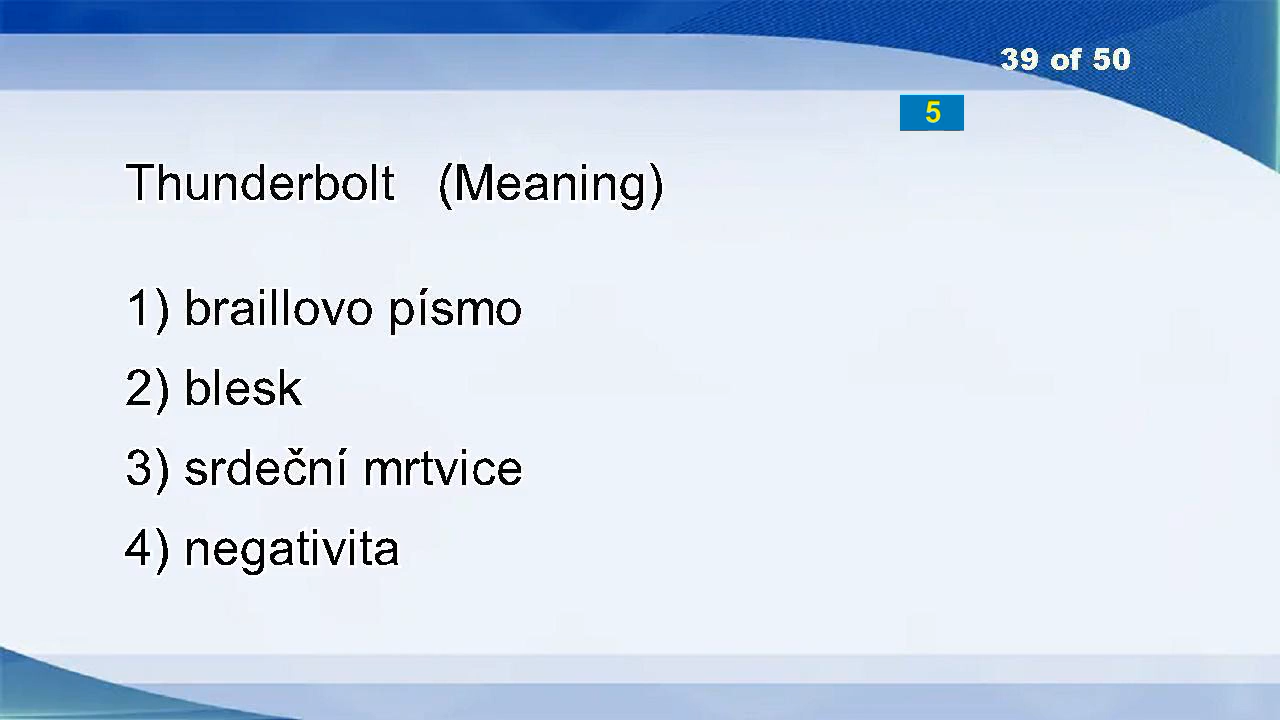 39 of 50
5
Thunderbolt (Meaning)
1) braillovo písmo
2) blesk
3) srdeční mrtvice
4) negativita